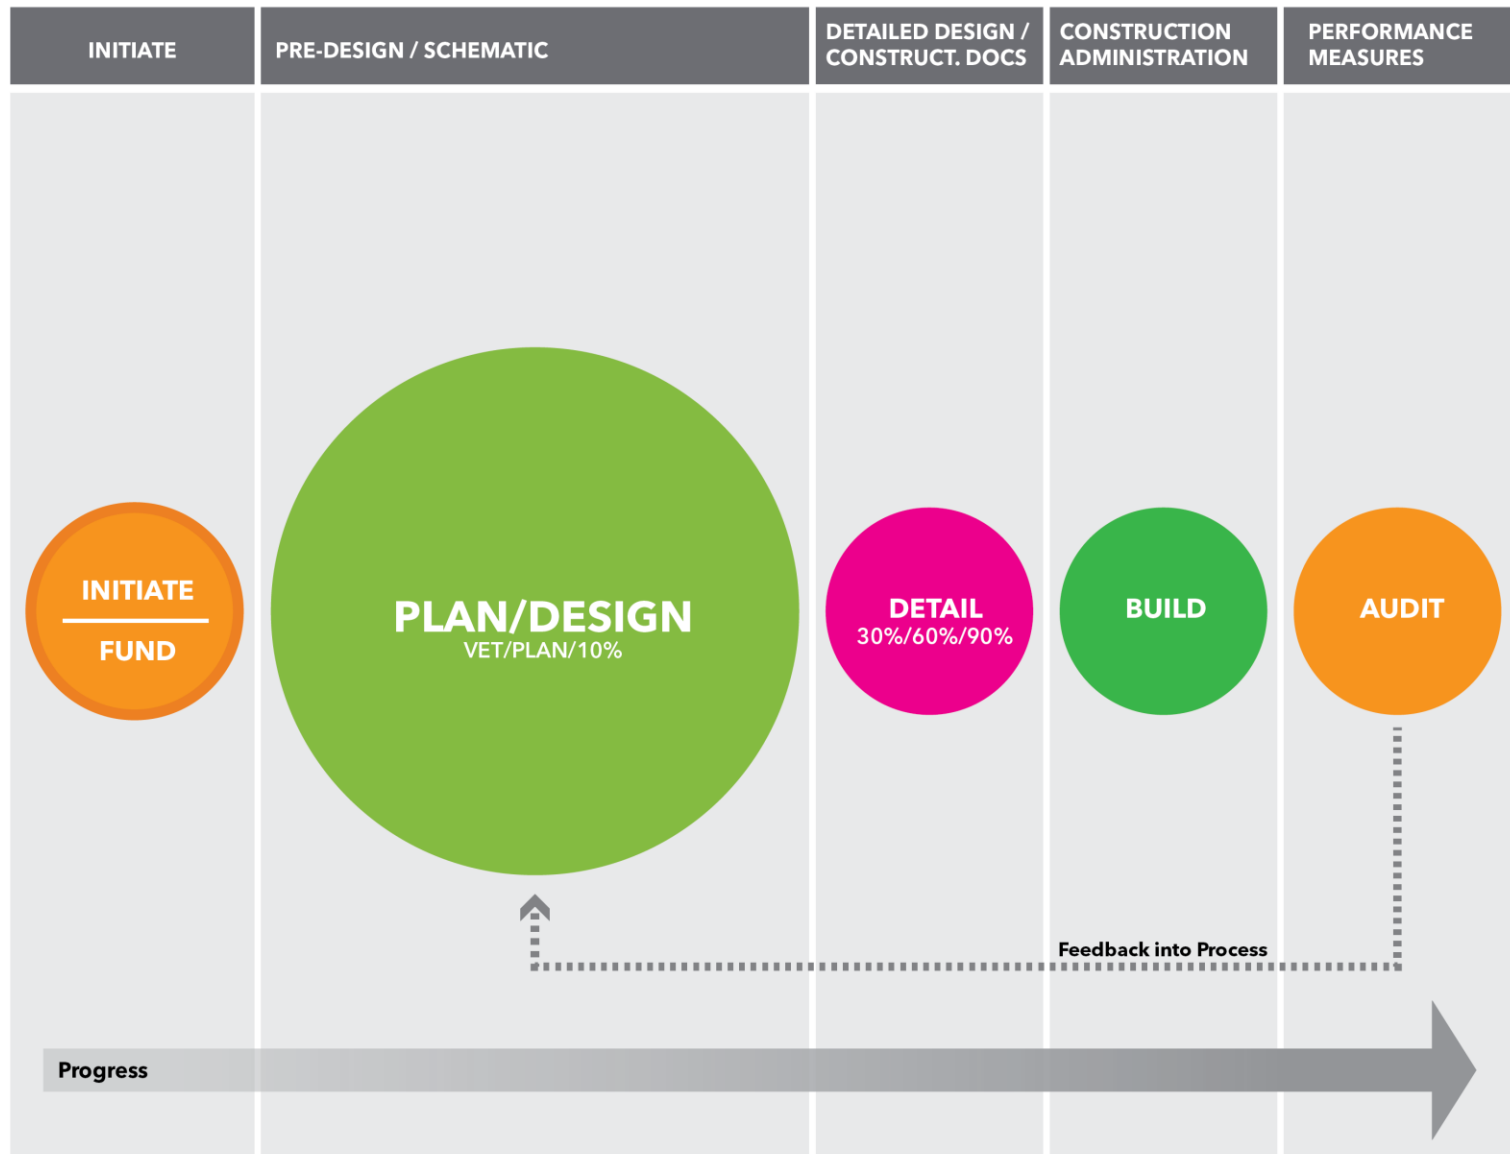 INITIATE
PRE-DESIGN / SCHEMATIC
DETAILED DESIGN /
CONSTRUCT. DOCS
CONSTRUCTION
ADMINISTRATION
PERFORMANCE
MEASURES
INITIATE
FUND
PLAN/DESIGN
VET/PLAN/10%
DETAIL
30%/60%/90%
BUILD
AUDIT
Feedback into Process
Progress